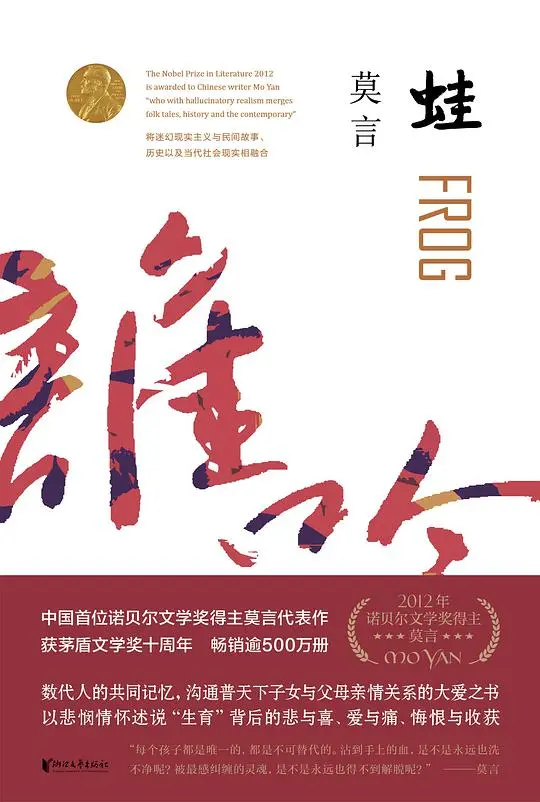 The Nobel Prize in Literature 2012
is awarded to Chinese writer Mo Yan
"who with hallucinatory realism merges
folk tales, history and the contemporary"
将迷幻现实主义与民间故事、
历史以及当代社会现实相融合
莫言
蛙
FROG
中国首位诺贝尔文学奖得主莫言代表作
获茅盾文学奖十周年 畅销逾500万册
2012年
诺贝尔文学奖得主
莫言
MO YAN
数代人的共同记忆，沟通普天下子女与父母亲情关系的大爱之书
以悲悯情怀述说“生育”背后的悲与喜、爱与痛、悔恨与收获
“每个孩子都是唯一的，都是不可替代的。沾到手上的血，是不是永远也洗
不净呢？被最感纠缠的灵魂，是不是永远也得不到解脱呢？”——莫言
浙江文艺出版社